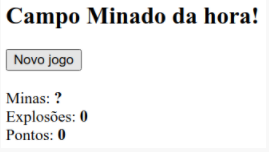 Campo Minado da hora!
Novo jogo
Minas: ?
Explosões: 0
Pontos: 0